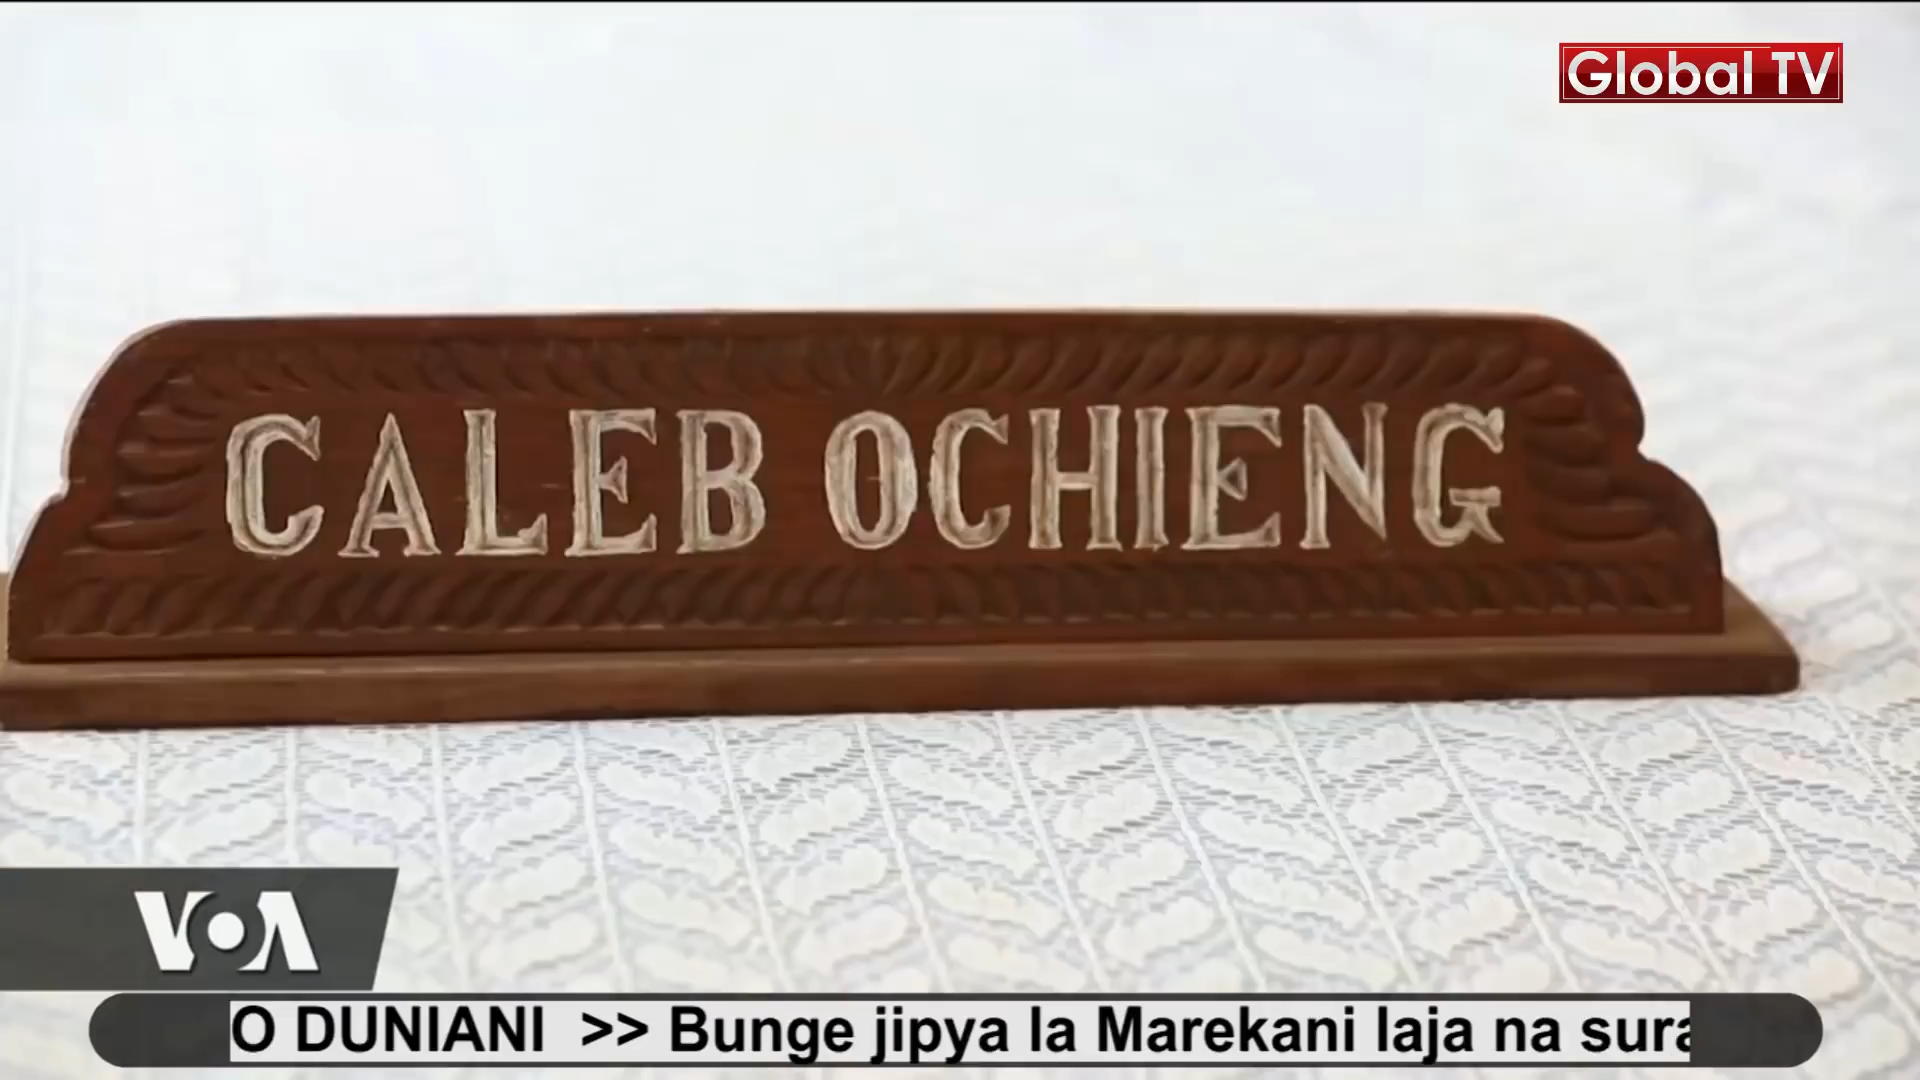 Global TV
CALEB OCHIENG
VOA
O DUNIANI >> Bunge jipya la Marekani laja na sura